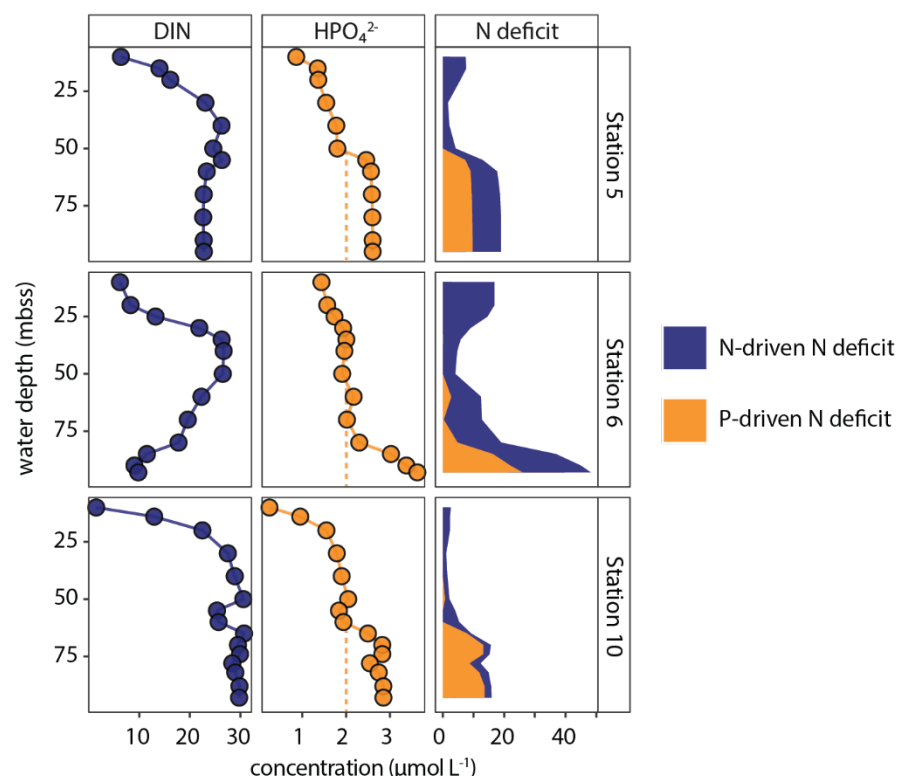 DIN HPO₄²⁻ N deficit
25
50
75
Station 5
25
50
75
Station 6
25
50
75
Station 10
water depth (mbss)
10 20 30 1 2 3 0 20 40
concentration (µmol L⁻¹)
N-driven N deficit
P-driven N deficit